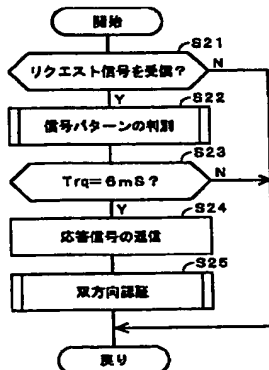 開始
S21
リクエスト信号を受信？
N
Y
S22
信号パターンの判別
S23
Trq=6mS?
N
Y
S24
応答信号の返信
S25
双方向認証
戻り